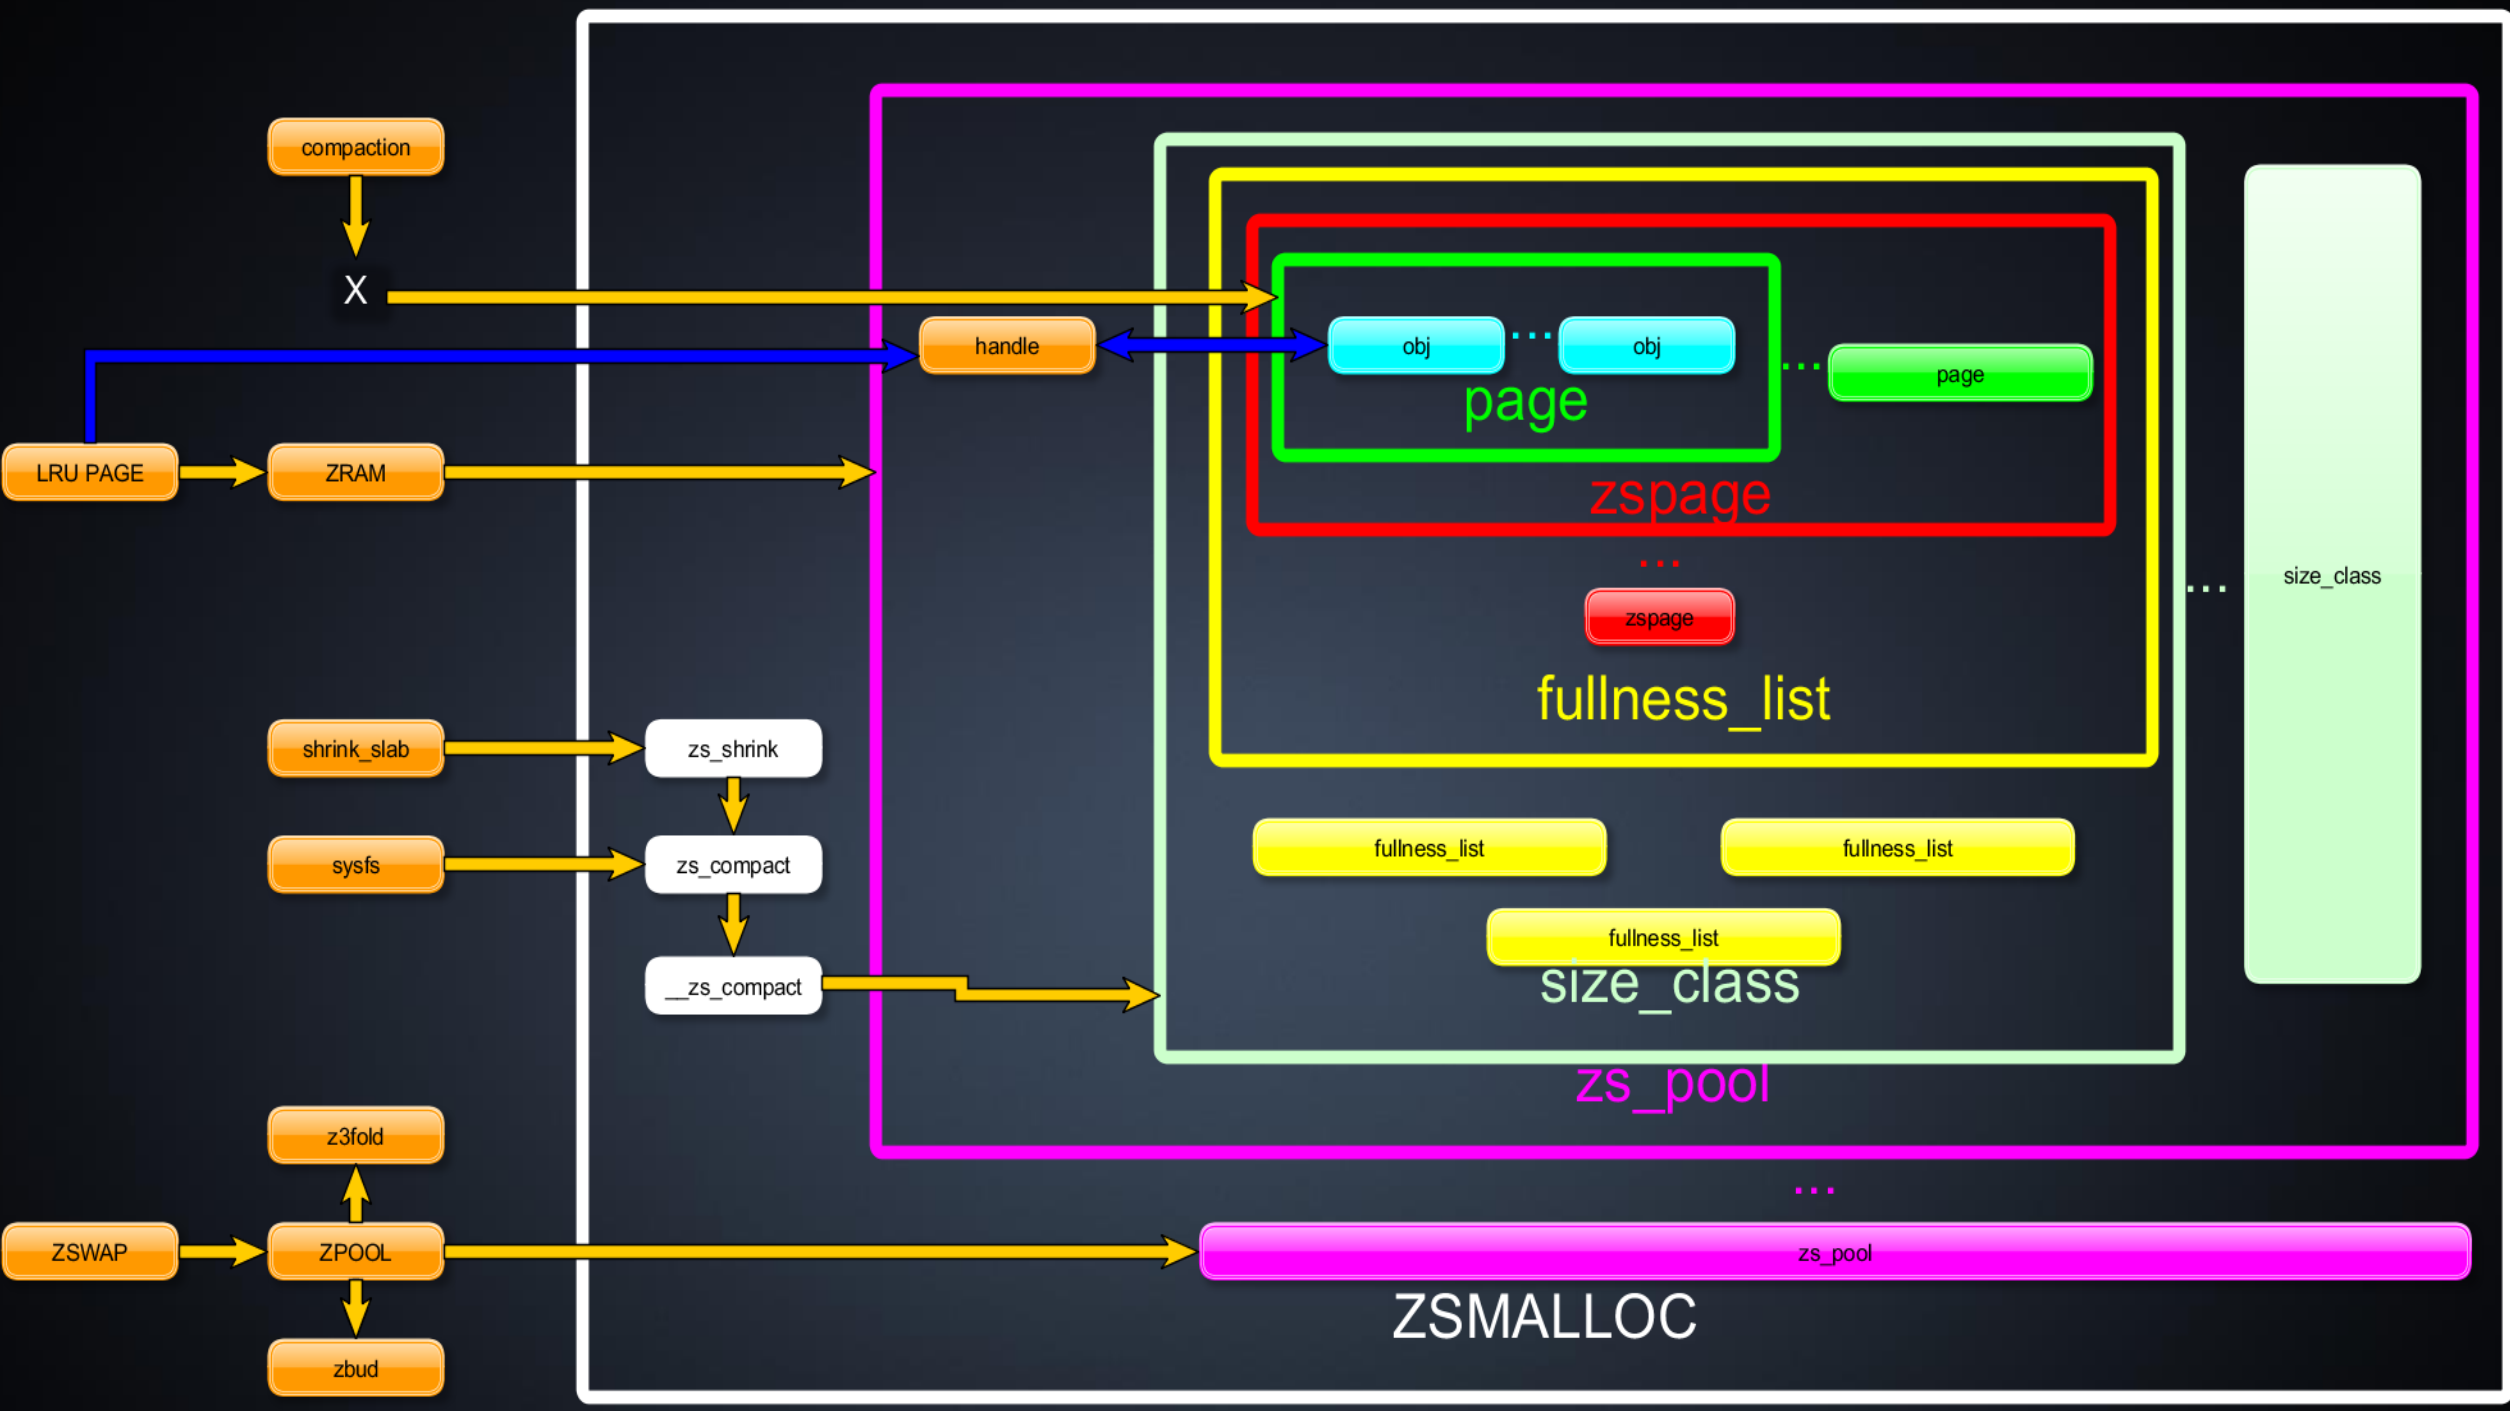 compaction
X
handle
obj
...
obj
page
...
page
LRU PAGE
ZRAM
zspage
...
zspage
...
size_class
fullness_list
shrink_slab
zs_shrink
sysfs
zs_compact
fullness_list
fullness_list
fullness_list
__zs_compact
size_class
zs_pool
z3fold
...
ZSWAP
ZPOOL
zs_pool
ZSMALLOC
zbud